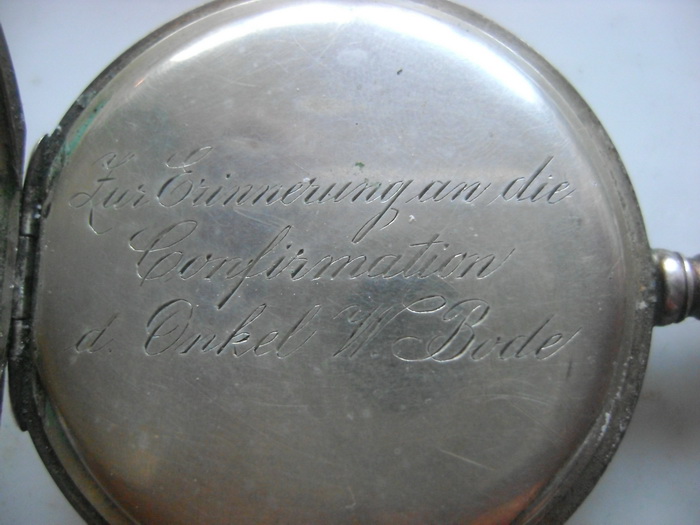 Zur Erinnerung an die
Confirmation
d. Onkel W. Bode